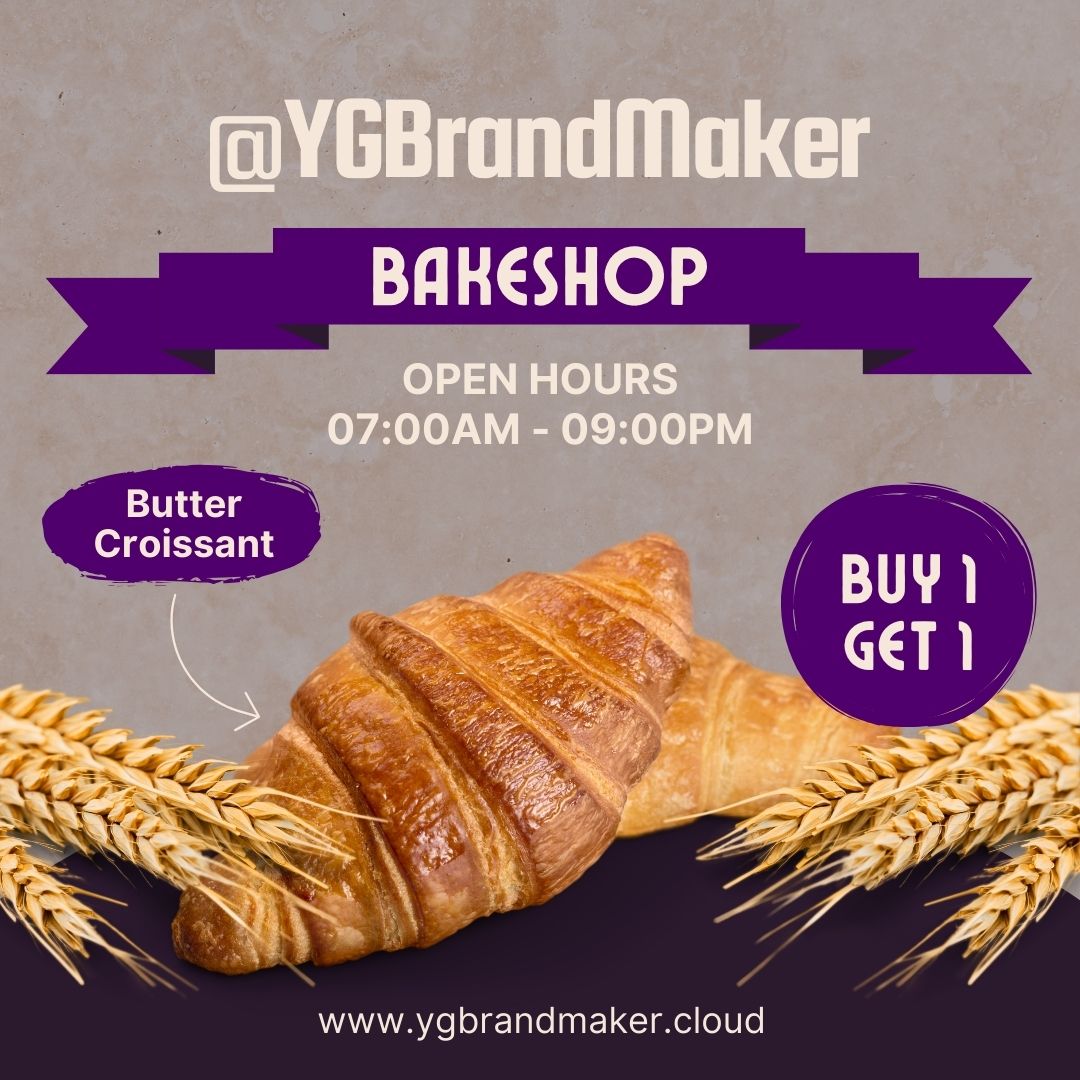 @YGBrandMaker
BAKESHOP
OPEN HOURS
07:00AM - 09:00PM
Butter
Croissant
BUY 1
GET 1
www.ygbrandmaker.cloud